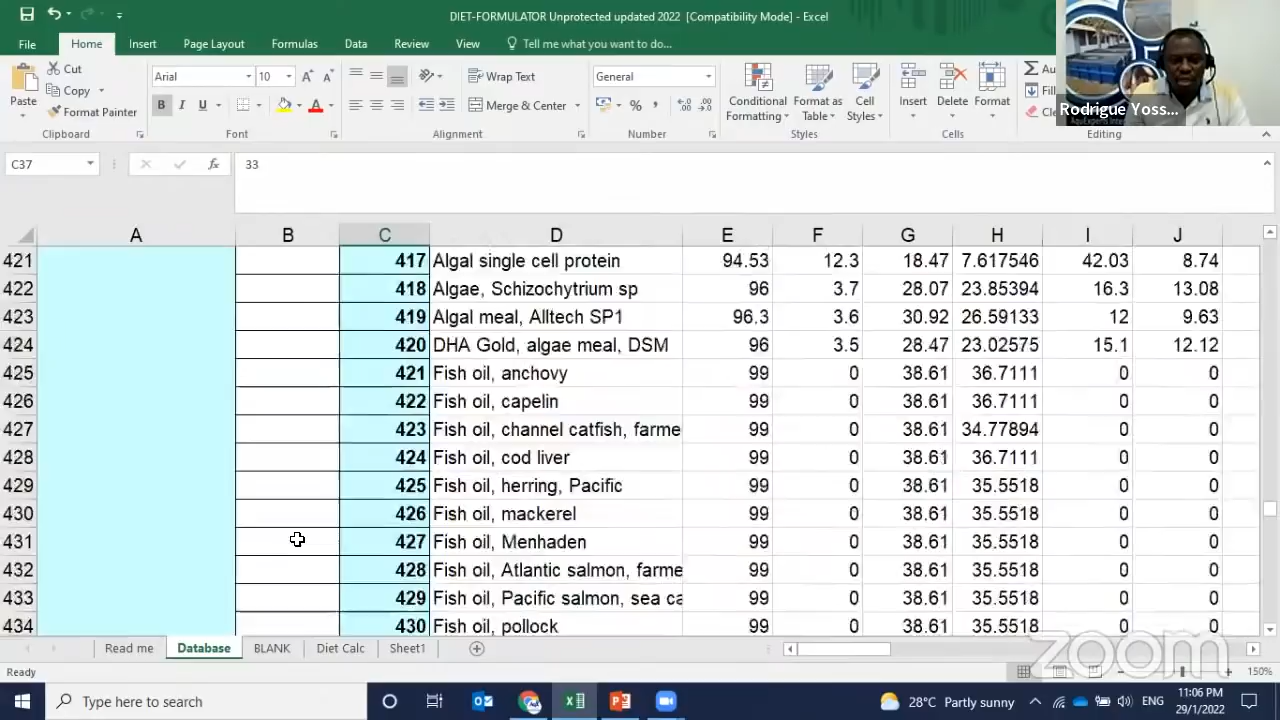 DIET-FORMULATOR Unprotected updated 2022 [Compatibility Mode] - Excel
File Home Insert Page Layout Formulas Data Review View Tell me what you want to do...
Cut
Copy
Format Painter
Paste
Clipboard
Arial 10
B I U
Font
Wrap Text
Merge & Center
Alignment
General
Number
Conditional Formatting
Format as Table
Cell Styles
Styles
Insert Delete Format
Cells
Au
Fil
Cle
Editing
Rodrigue Yoss...
C37 fx 33
A B C D E F G H I J
421 417 Algal single cell protein 94.53 12.3 18.47 7.617546 42.03 8.74
422 418 Algae, Schizochytrium sp 96 3.7 28.07 23.85394 16.3 13.08
423 419 Algal meal, Alltech SP1 96.3 3.6 30.92 26.59133 12 9.63
424 420 DHA Gold, algae meal, DSM 96 3.5 28.47 23.02575 15.1 12.12
425 421 Fish oil, anchovy 99 0 38.61 36.7111 0 0
426 422 Fish oil, capelin 99 0 38.61 36.7111 0 0
427 423 Fish oil, channel catfish, farme 99 0 38.61 34.77894 0 0
428 424 Fish oil, cod liver 99 0 38.61 36.7111 0 0
429 425 Fish oil, herring, Pacific 99 0 38.61 35.5518 0 0
430 426 Fish oil, mackerel 99 0 38.61 35.5518 0 0
431 427 Fish oil, Menhaden 99 0 38.61 35.5518 0 0
432 428 Fish oil, Atlantic salmon, farme 99 0 38.61 35.5518 0 0
433 429 Fish oil, Pacific salmon, sea ca 99 0 38.61 35.5518 0 0
434 430 Fish oil, pollock 99 0 38.61 35.5518 0 0
Read me Database BLANK Diet Calc Sheet1
zoom
Ready 150%
Type here to search
28°C Partly sunny ENG
11:06 PM
29/1/2022